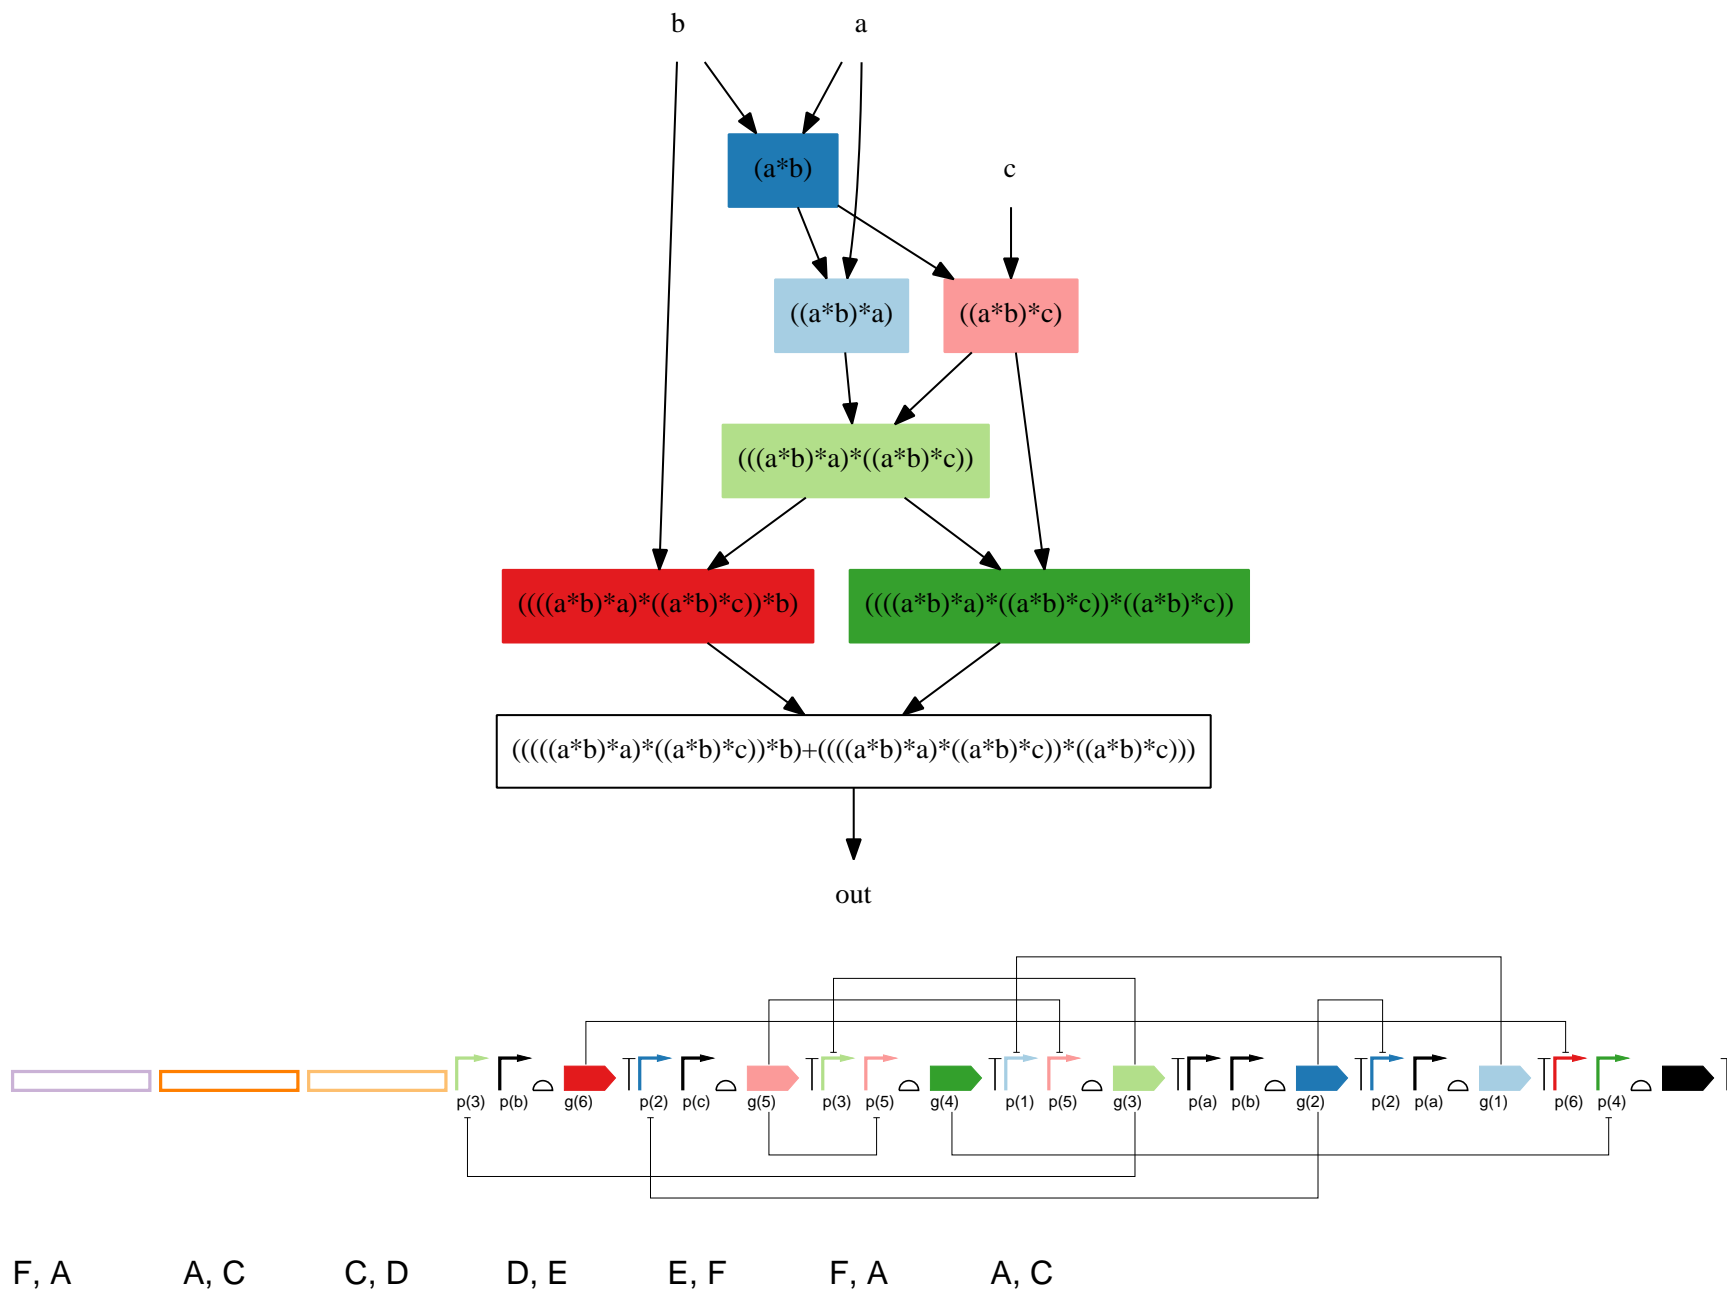 b a
(a*b) c
((a*b)*a) ((a*b)*c)
(((a*b)*a)*((a*b)*c))
((((a*b)*a)*((a*b)*c))*b) ((((a*b)*a)*((a*b)*c))*((a*b)*c))
(((((a*b)*a)*((a*b)*c))*b)+((((a*b)*a)*((a*b)*c))*((a*b)*c)))
out
p(3) p(b) g(6) p(2) p(c) g(5) p(3) p(5) g(4) p(1) p(5) g(3) p(a) p(b) g(2) p(2) p(a) g(1) p(6) p(4)
F, A A, C C, D D, E E, F F, A A, C